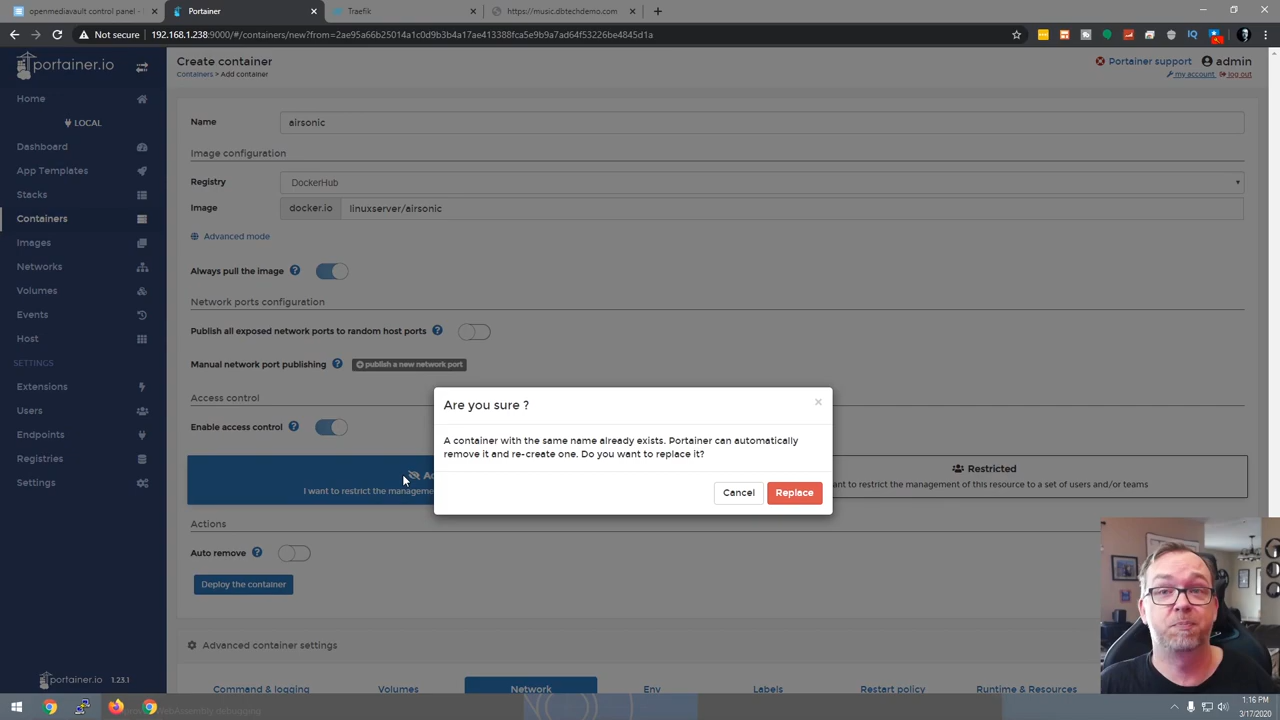 openmediavault control panel - 
Portainer
Traefik
https://music.dbtechdemo.com
Not secure
192.168.1.238:9000/#/containers/new?from=2ae95a66b25014a1c0d9b3b4a17ae413388fca5e9b9a7ad64f53226be4845d1a
portainer.io
Create container
Containers > Add container
Portainer support
admin
my account
log out
Home
LOCAL
Dashboard
App Templates
Stacks
Containers
Images
Networks
Volumes
Events
Host
SETTINGS
Extensions
Users
Endpoints
Registries
Settings
portainer.io 1.23.1
Name
airsonic
Image configuration
Registry
DockerHub
Image
docker.io
linuxserver/airsonic
Advanced mode
Always pull the image
Network ports configuration
Publish all exposed network ports to random host ports
Manual network port publishing
publish a new network port
Access control
Enable access control
I want to restrict the manageme
Restricted
want to restrict the management of this resource to a set of users and/or teams
Are you sure ?
A container with the same name already exists. Portainer can automatically
remove it and re-create one. Do you want to replace it?
Cancel
Replace
Actions
Auto remove
Deploy the container
Advanced container settings
Command & logging
Volumes
Network
Env
Labels
Restart policy
Runtime & Resources
1:16 PM
3/17/2020